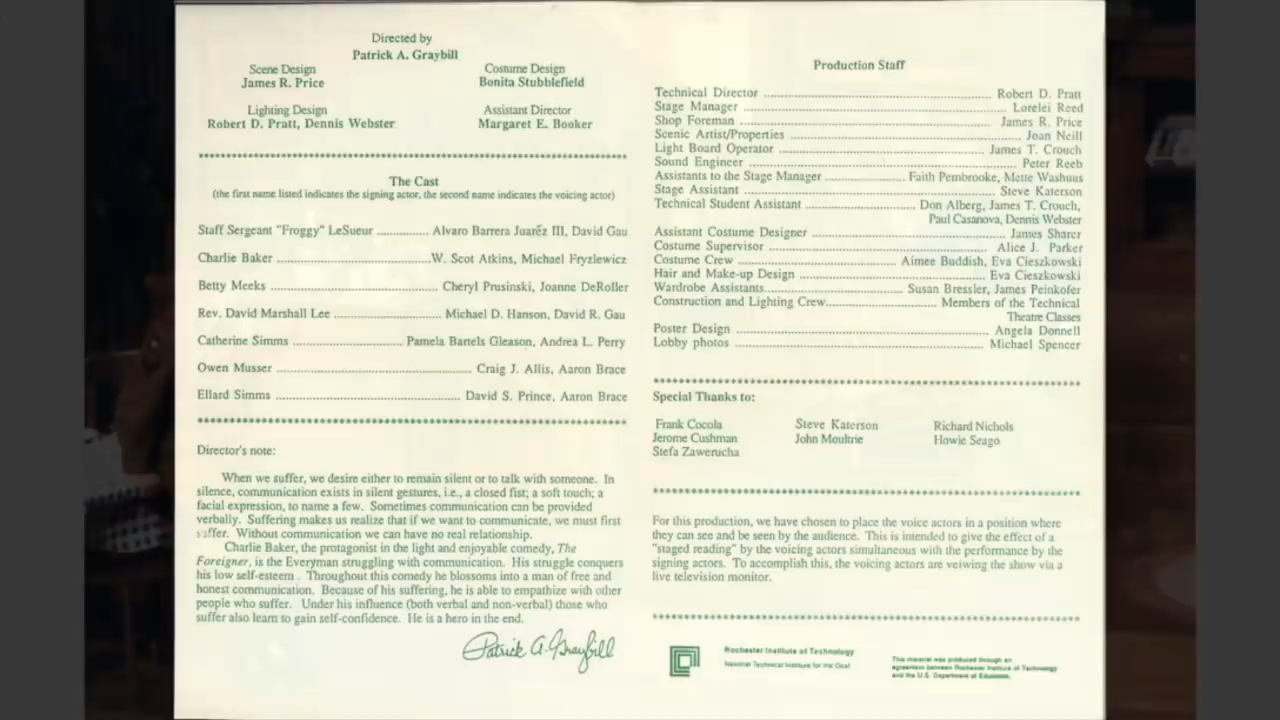 Directed by
Patrick A. Graybill
Scene Design
James R. Price
Costume Design
Bonita Stubblefield
Lighting Design
Robert D. Pratt, Dennis Webster
Assistant Director
Margaret E. Booker
****************************************************************
The Cast
(the first name listed indicates the signing actor, the second name indicates the voicing actor)
Staff Sergeant "Froggy" LeSueur ............. Alvaro Barrera Juarez III, David Gau
Charlie Baker .......................................W. Scot Atkins, Michael Fryzlewicz
Betty Meeks .......................................... Cheryl Prusinski, Joanne DeRoller
Rev. David Marshall Lee ........................... Michael D. Hanson, David R. Gau
Catherine Simms ........................... Pamela Bartels Gleason, Andrea L. Perry
Owen Musser ................................................. Craig J. Allis, Aaron Brace
Ellard Simms ................................................ David S. Prince, Aaron Brace
****************************************************************
Director's note:
When we suffer, we desire either to remain silent or to talk with someone. In
silence, communication exists in silent gestures, i.e., a closed fist; a soft touch; a
facial expression, to name a few. Sometimes communication can be provided
verbally. Suffering makes us realize that if we want to communicate, we must first
suffer. Without communication we can have no real relationship.
Charlie Baker, the protagonist in the light and enjoyable comedy, The
Foreigner, is the Everyman struggling with communication. His struggle conquers
his low self-esteem . Throughout this comedy he blossoms into a man of free and
honest communication. Because of his suffering, he is able to empathize with other
people who suffer. Under his influence (both verbal and non-verbal) those who
suffer also learn to gain self-confidence. He is a hero in the end.
Patrick A. Graybill
Production Staff
Technical Director ......................................................... Robert D. Pratt
Stage Manager ................................................................ Lorelei Reed
Shop Foreman ............................................................... James R. Price
Scenic Artist/Properties .......................................................... Joan Neill
Light Board Operator ..................................................... James T. Crouch
Sound Engineer .................................................................... Peter Reeb
Assistants to the Stage Manager .................... Faith Pembrooke, Mette Washuus
Stage Assistant ................................................................ Steve Katerson
Technical Student Assistant ........................... Don Alberg, James T. Crouch,
Paul Casanova, Dennis Webster
Assistant Costume Designer .................................................. James Sharer
Costume Supervisor ......................................................... Alice J. Parker
Costume Crew ......................................... Aimee Buddish, Eva Cieszkowski
Hair and Make-up Design ................................................ Eva Cieszkowski
Wardrobe Assistants................................... Susan Bressler, James Peinkofer
Construction and Lighting Crew............................ Members of the Technical
Theatre Classes
Poster Design ................................................................ Angela Donnell
Lobby photos ............................................................... Michael Spencer
****************************************************************
Special Thanks to:
Frank Cocola
Jerome Cushman
Stefa Zawerucha
Steve Katerson
John Moultrie
Richard Nichols
Howie Seago
****************************************************************
For this production, we have chosen to place the voice actors in a position where
they can see and be seen by the audience. This is intended to give the effect of a
"staged reading" by the voicing actors simultaneous with the performance by the
signing actors. To accomplish this, the voicing actors are veiwing the show via a
live television monitor.
****************************************************************
Rochester Institute of Technology
National Technical Institute for the Deaf
This material was produced through an
agreement between Rochester Institute of Technology
and the U.S. Department of Education.